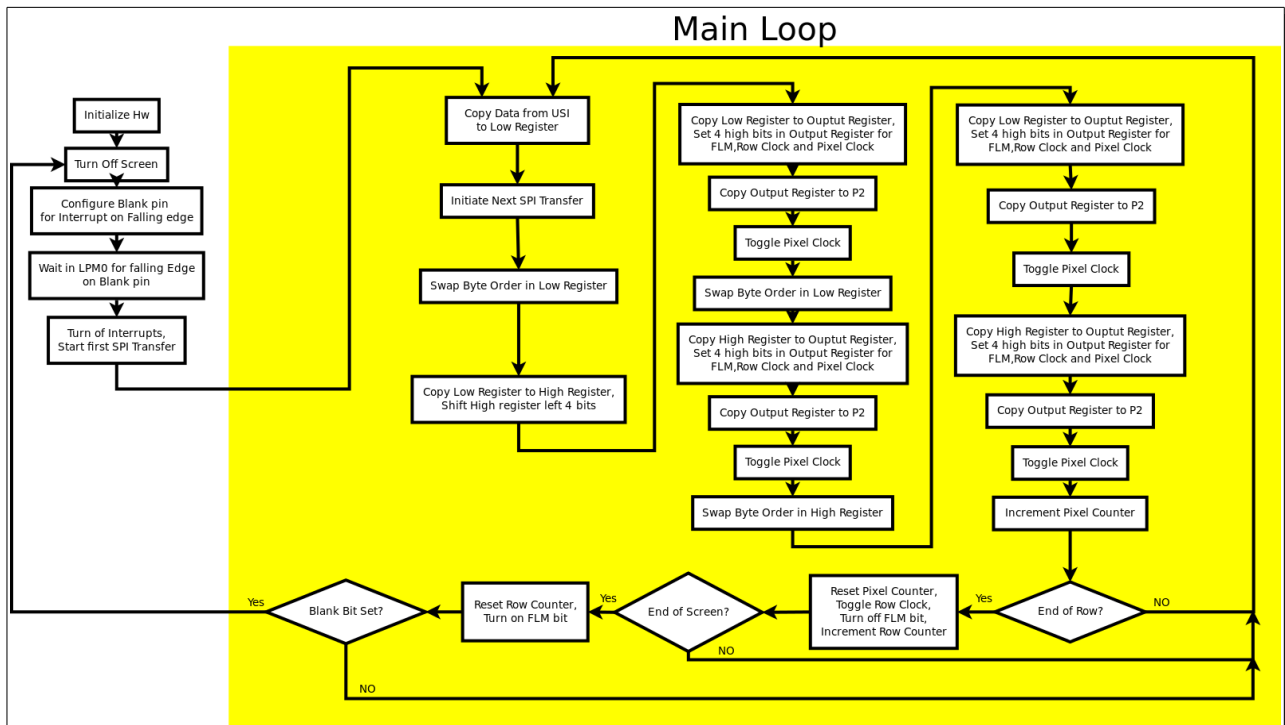 Main Loop
Initialize Hw
Turn Off Screen
Configure Blank pin
for Interrupt on Falling edge
Wait in LPM0 for falling Edge
on Blank pin
Turn of Interrupts,
Start first SPI Transfer
Copy Data from USI
to Low Register
Initiate Next SPI Transfer
Swap Byte Order in Low Register
Copy Low Register to High Register,
Shift High register left 4 bits
Copy Low Register to Ouptut Register,
Set 4 high bits in Output Register for
FLM,Row Clock and Pixel Clock
Copy Output Register to P2
Toggle Pixel Clock
Swap Byte Order in Low Register
Copy High Register to Ouptut Register,
Set 4 high bits in Output Register for
FLM,Row Clock and Pixel Clock
Copy Output Register to P2
Toggle Pixel Clock
Swap Byte Order in High Register
Copy Low Register to Ouptut Register,
Set 4 high bits in Output Register for
FLM,Row Clock and Pixel Clock
Copy Output Register to P2
Toggle Pixel Clock
Copy High Register to Ouptut Register,
Set 4 high bits in Output Register for
FLM,Row Clock and Pixel Clock
Copy Output Register to P2
Toggle Pixel Clock
Increment Pixel Counter
End of Row?
NO
Yes
Reset Pixel Counter,
Toggle Row Clock,
Turn off FLM bit,
Increment Row Counter
End of Screen?
NO
Yes
Reset Row Counter,
Turn on FLM bit
Blank Bit Set?
NO
Yes